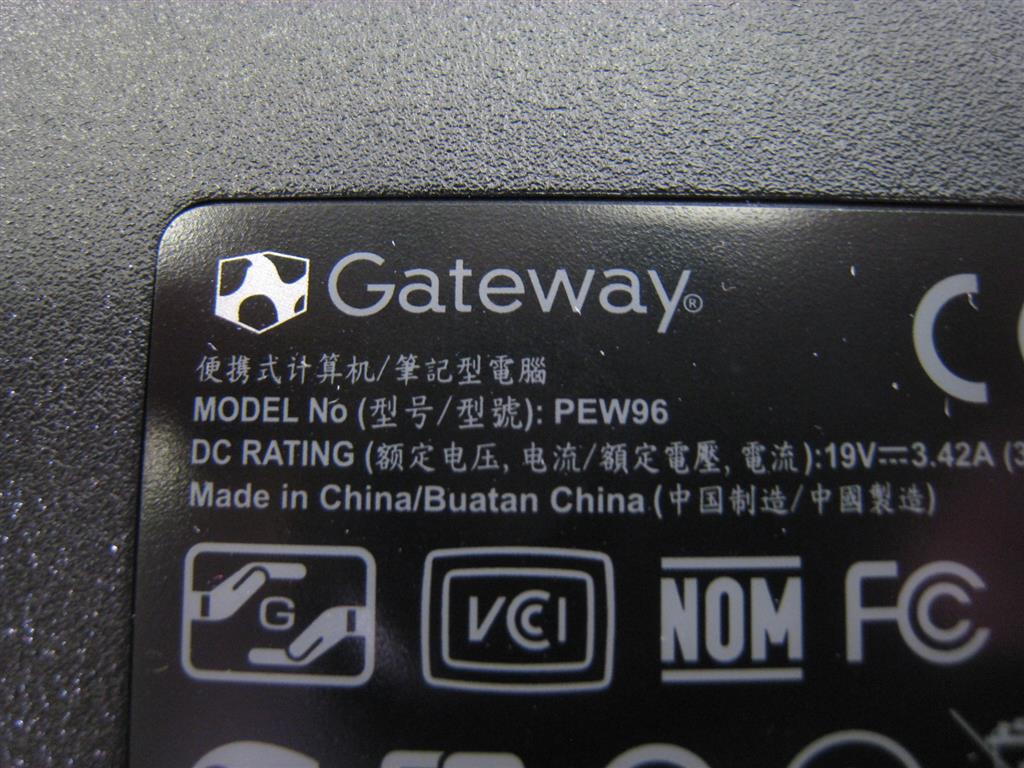 Gateway®
便携式计算机/筆記型電腦
MODEL No (型号/型號): PEW96
DC RATING (额定电压, 电流/額定電壓, 電流):19V⎓3.42A (3
Made in China/Buatan China (中国制造/中國製造)
G VCCI NOM FC